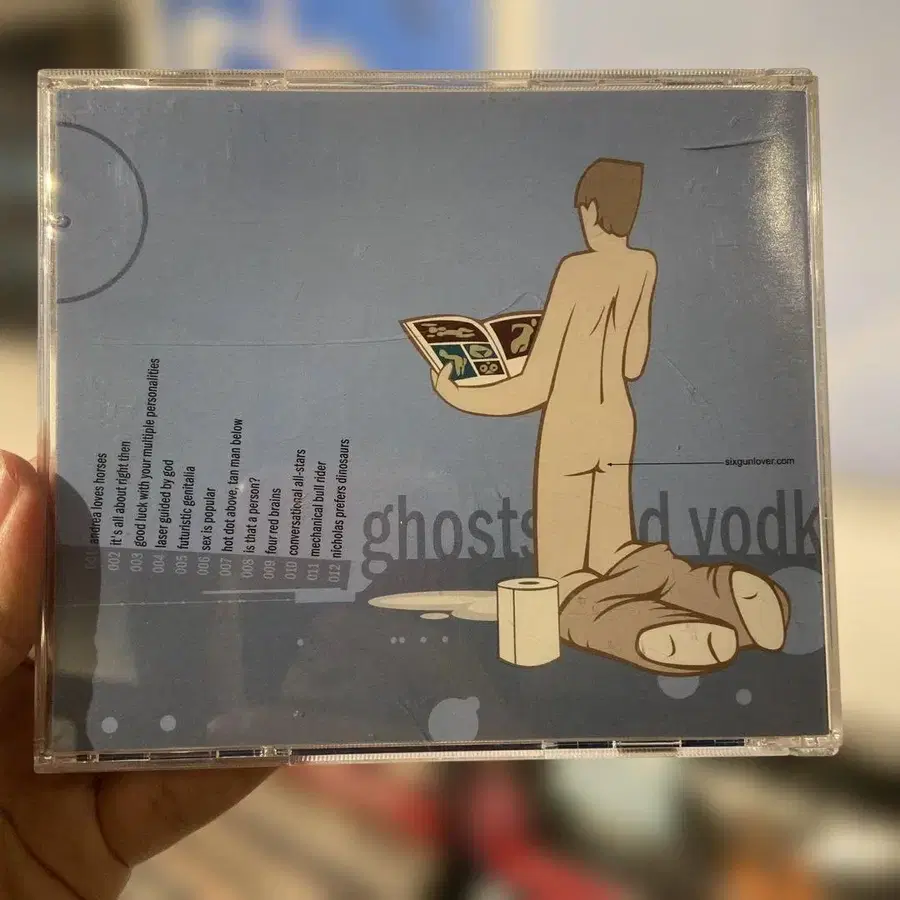 001 andrea loves horses
002 it's all about right then
003 good luck with your multiple personalities
004 laser guided by god
005 futuristic genitalia
006 sex is popular
007 hot dot above, tan man below
008 is that a person?
009 four red brains
010 conversational all-stars
011 mechanical bull rider
012 nicholas prefers dinosaurs
ghosts d vodk
sixgunlover.com